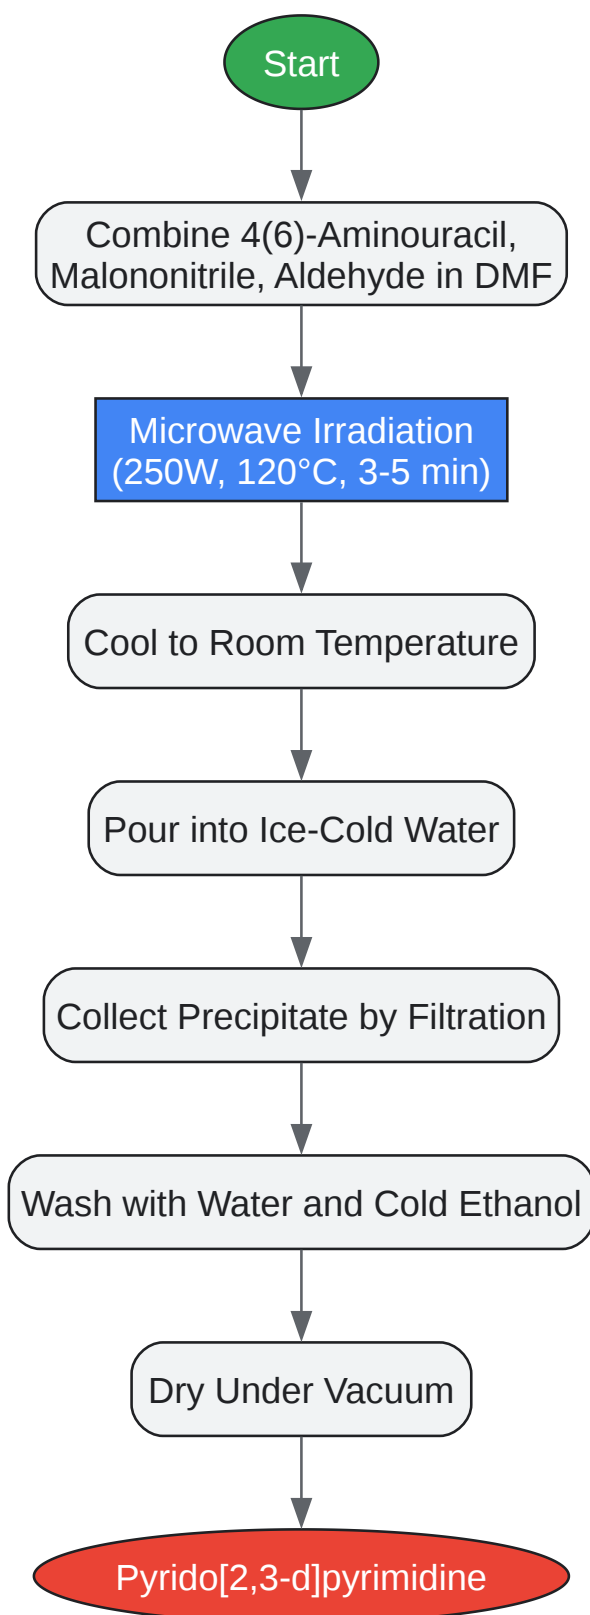 Start
Combine 4(6)-Aminouracil,
Malononitrile, Aldehyde in DMF
Microwave Irradiation
(250W, 120°C, 3-5 min)
Cool to Room Temperature
Pour into Ice-Cold Water
Collect Precipitate by Filtration
Wash with Water and Cold Ethanol
Dry Under Vacuum
Pyrido[2,3-d]pyrimidine